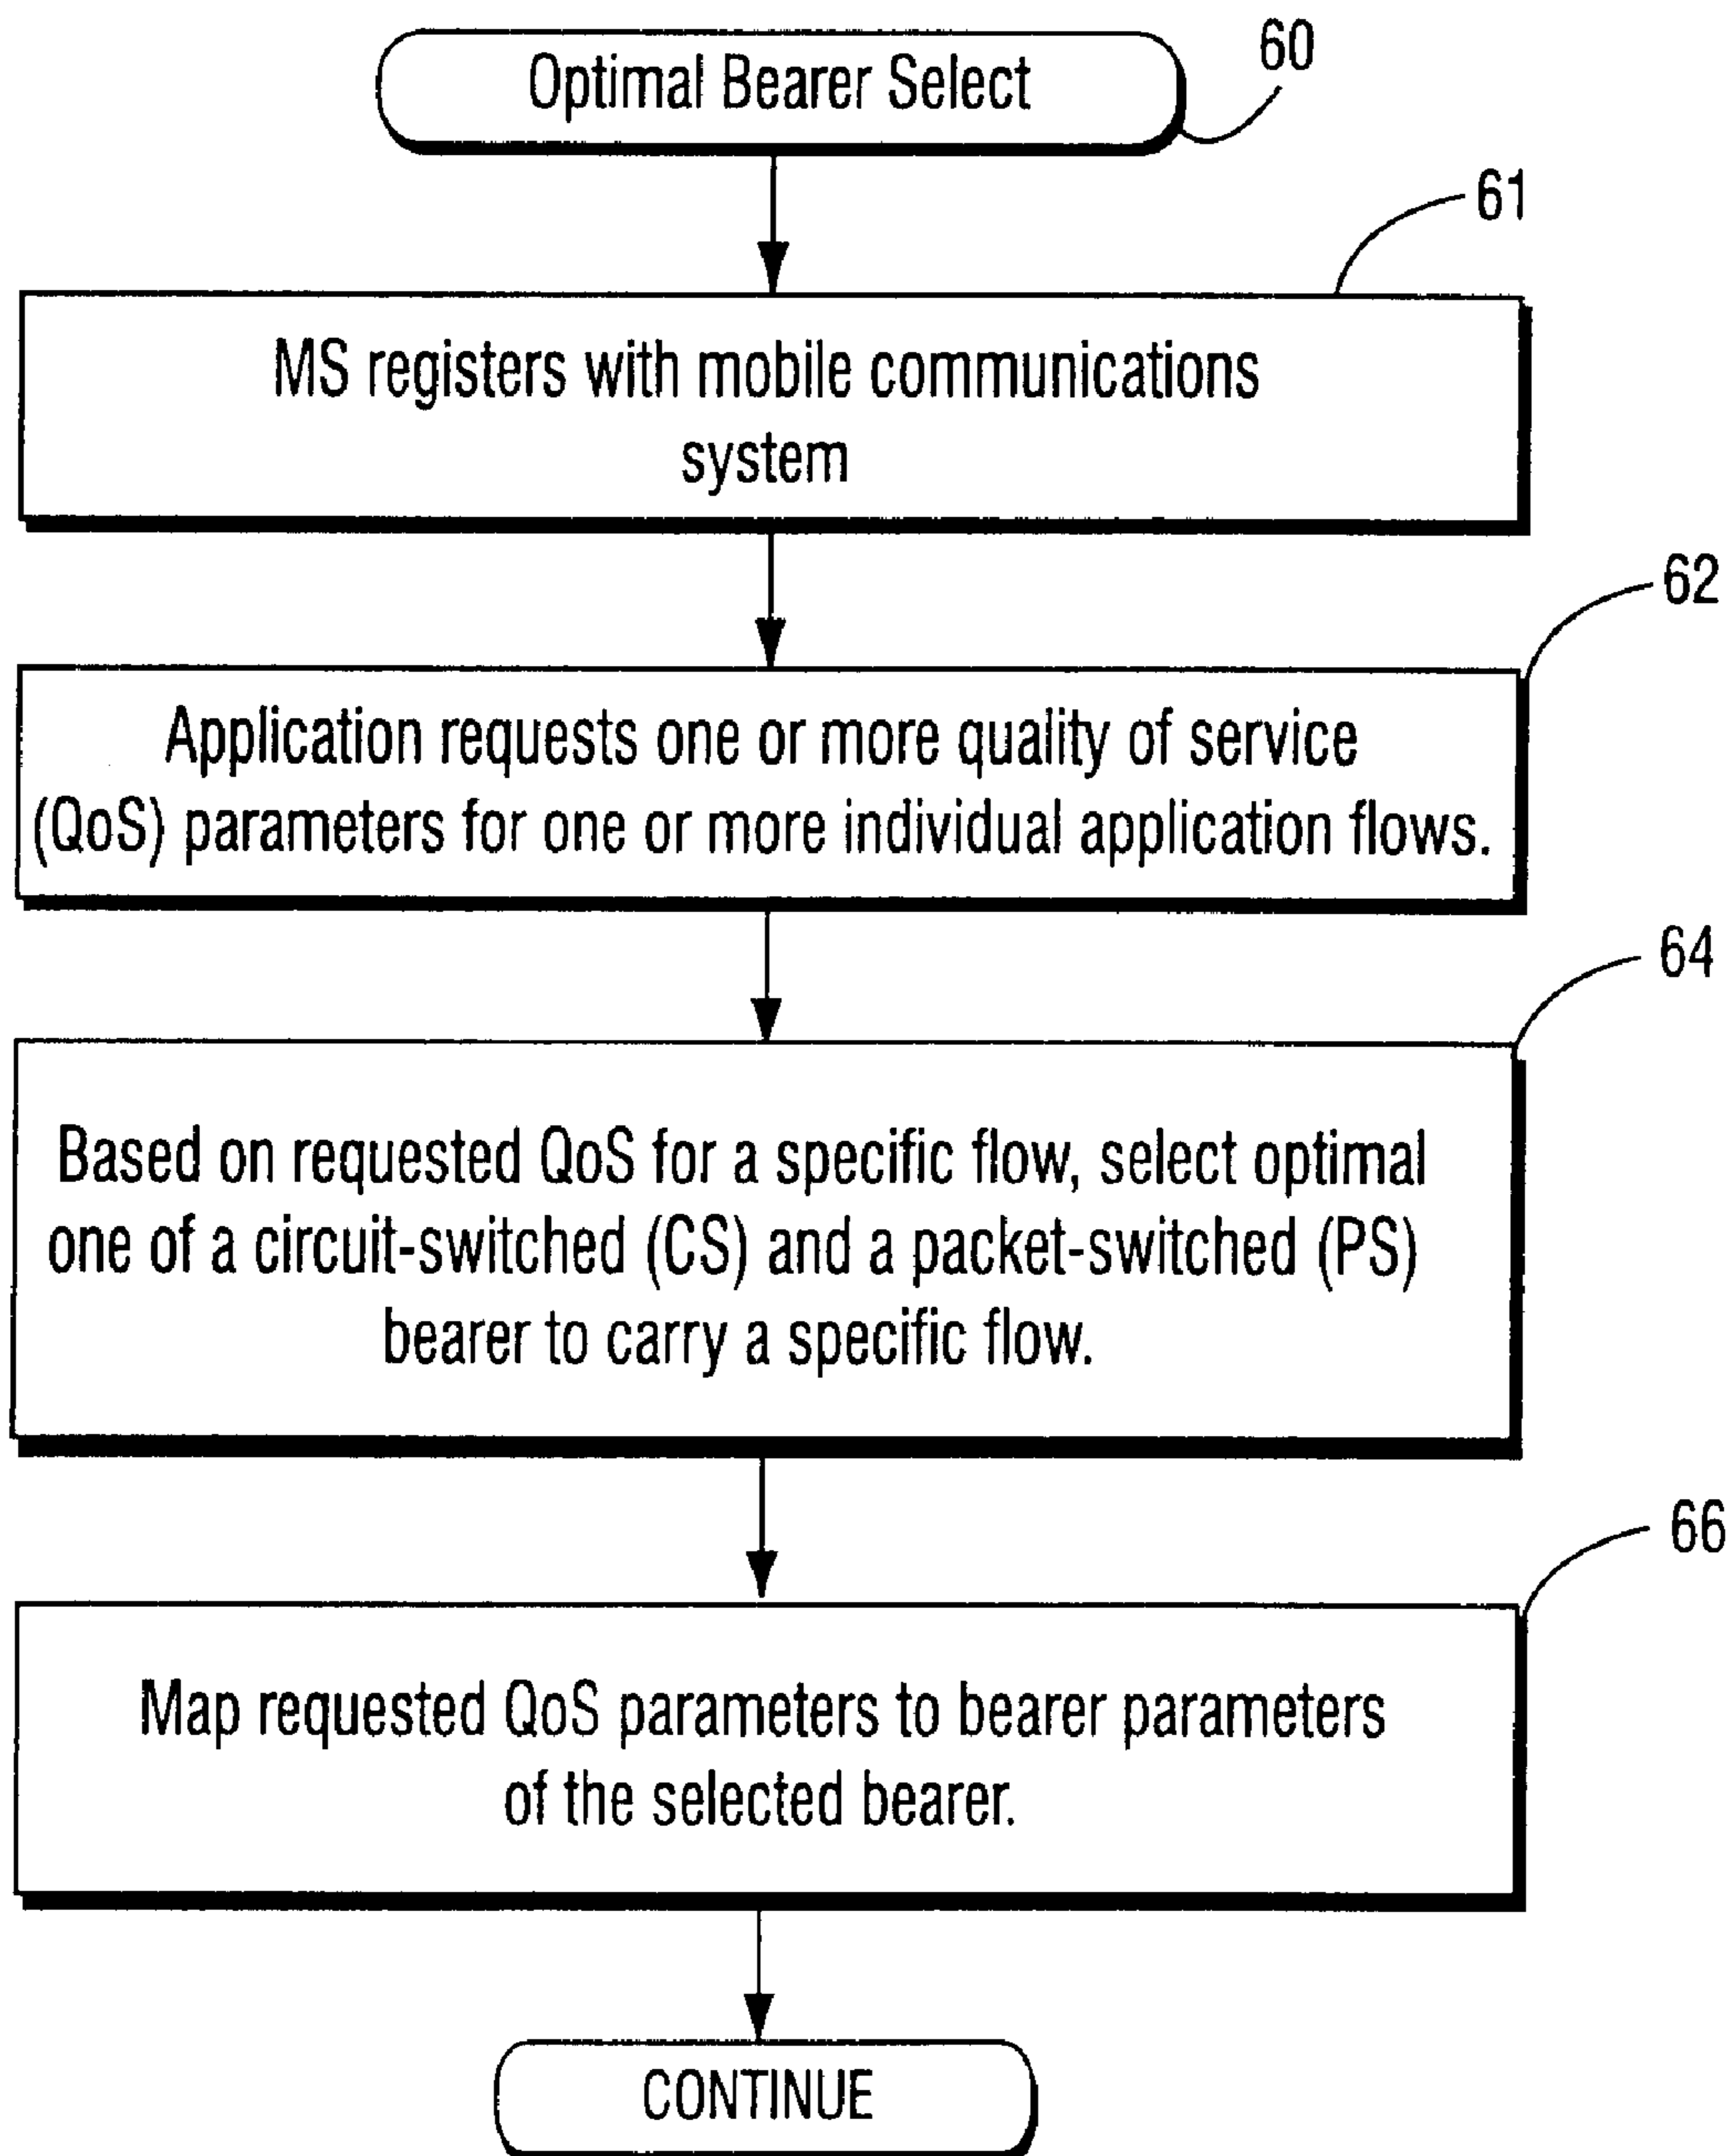 Optimal Bearer Select
60
61
MS registers with mobile communications
system
62
Application requests one or more quality of service
(QoS) parameters for one or more individual application flows.
64
Based on requested QoS for a specific flow, select optimal
one of a circuit-switched (CS) and a packet-switched (PS)
bearer to carry a specific flow.
66
Map requested QoS parameters to bearer parameters
of the selected bearer.
CONTINUE